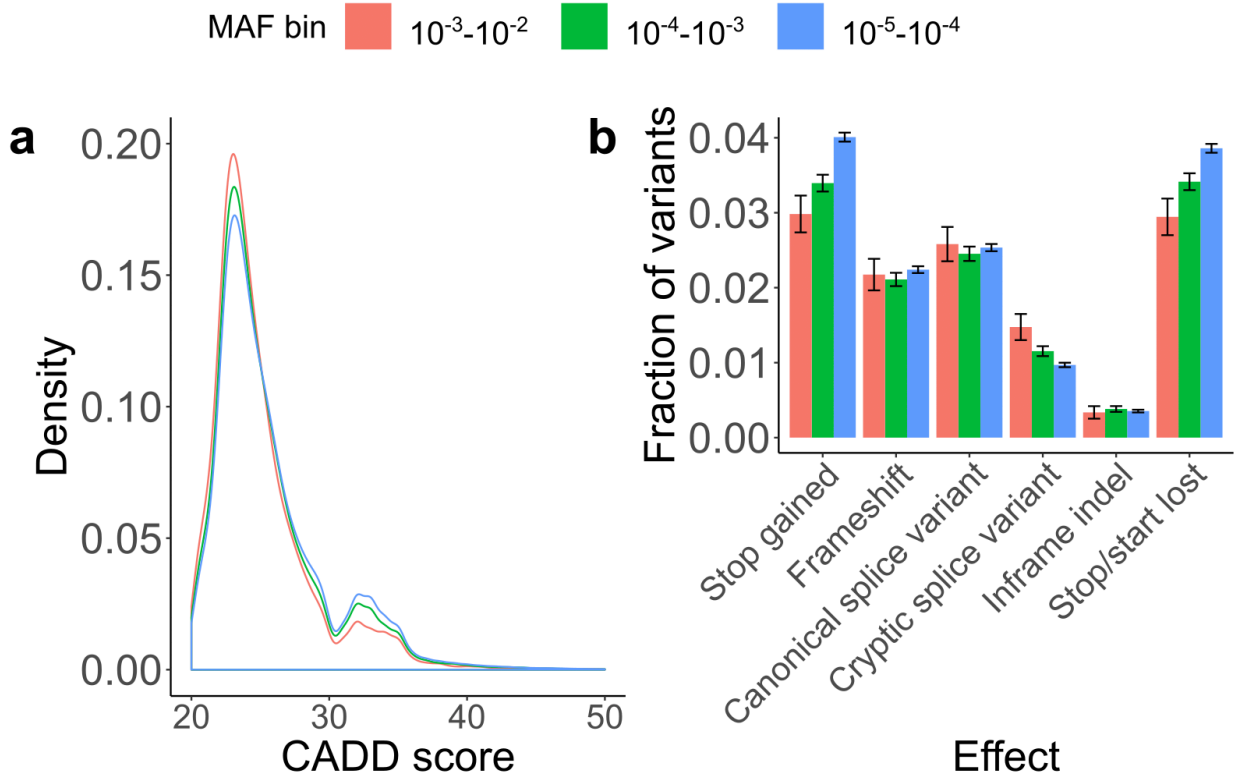 MAF bin 10⁻³-10⁻² 10⁻⁴-10⁻³ 10⁻⁵-10⁻⁴
a
Density
0.20
0.15
0.10
0.05
0.00
20 30 40 50
CADD score
b
Fraction of variants
0.04
0.03
0.02
0.01
0.00
Stop gained
Frameshift
Canonical splice variant
Cryptic splice variant
Inframe indel
Stop/start lost
Effect